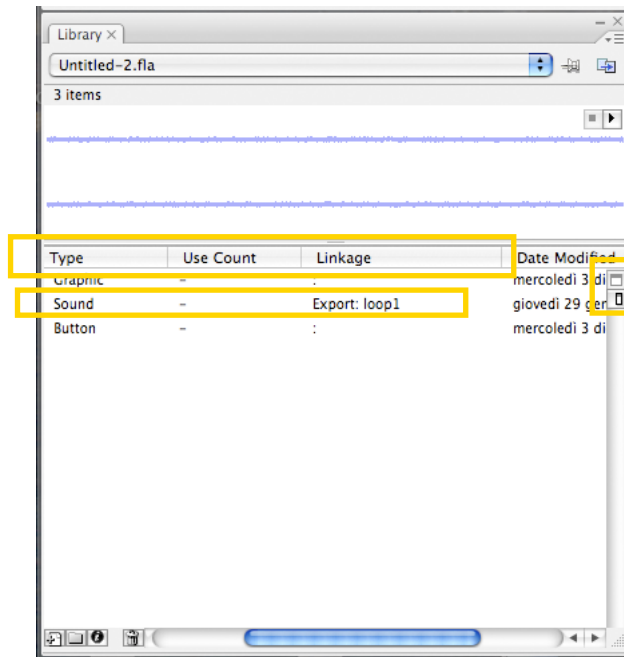 Library ×
Untitled-2.fla
3 items
Type Use Count Linkage Date Modified
Graphic - : mercoledì 3 di
Sound - Export: loop1 giovedì 29 gen
Button - : mercoledì 3 di